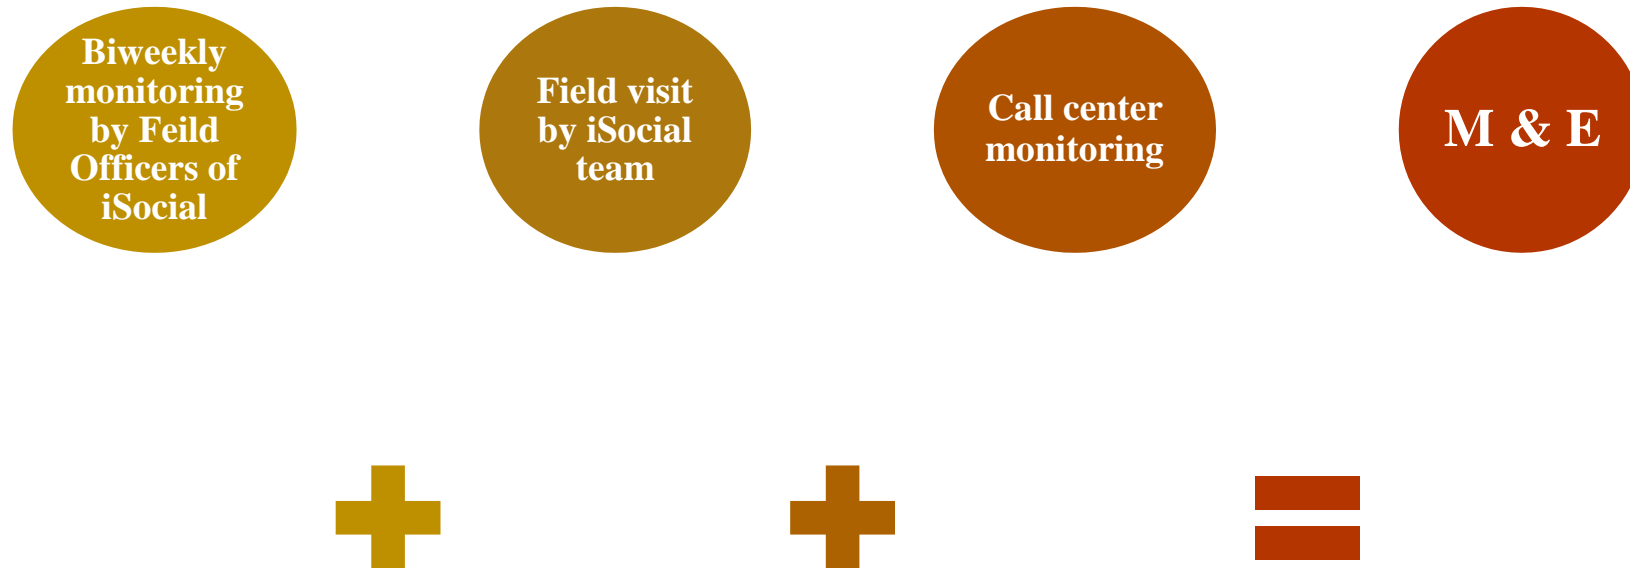 Biweekly
monitoring
by Feild
Officers of
iSocial
Field visit
by iSocial
team
Call center
monitoring
M & E